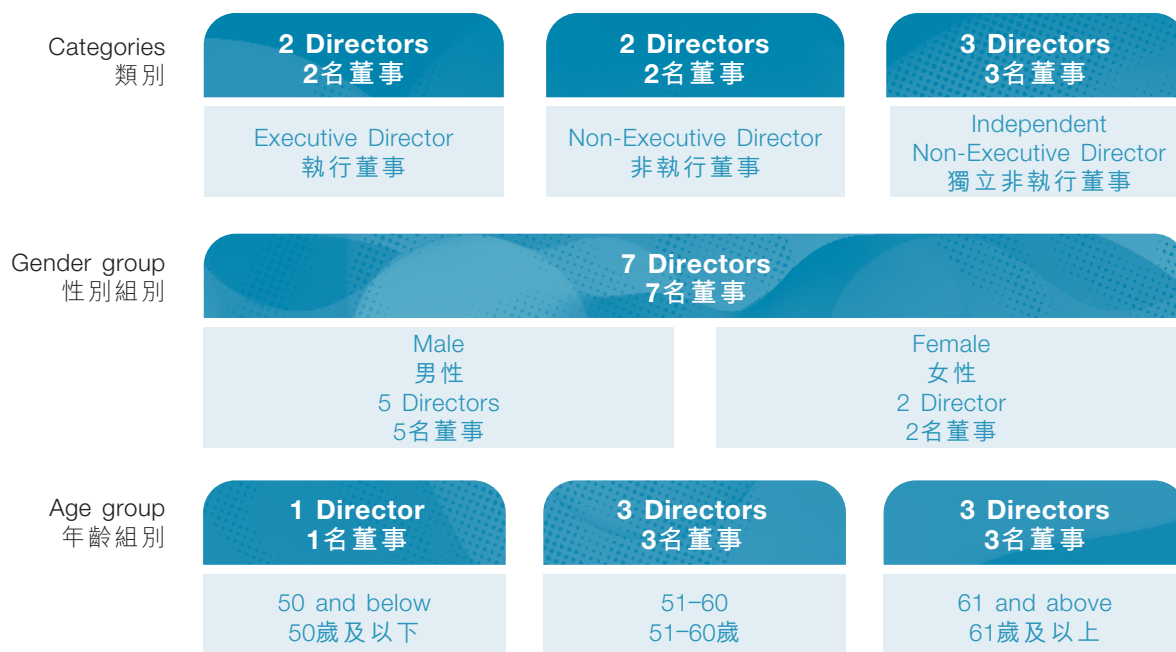 Categories
類別
2 Directors
2名董事
2 Directors
2名董事
3 Directors
3名董事
Executive Director
執行董事
Non-Executive Director
非執行董事
Independent
Non-Executive Director
獨立非執行董事
Gender group
性別組別
7 Directors
7名董事
Male
男性
5 Directors
5名董事
Female
女性
2 Director
2名董事
Age group
年齡組別
1 Director
1名董事
3 Directors
3名董事
3 Directors
3名董事
50 and below
50歲及以下
51–60
51–60歲
61 and above
61歲及以上